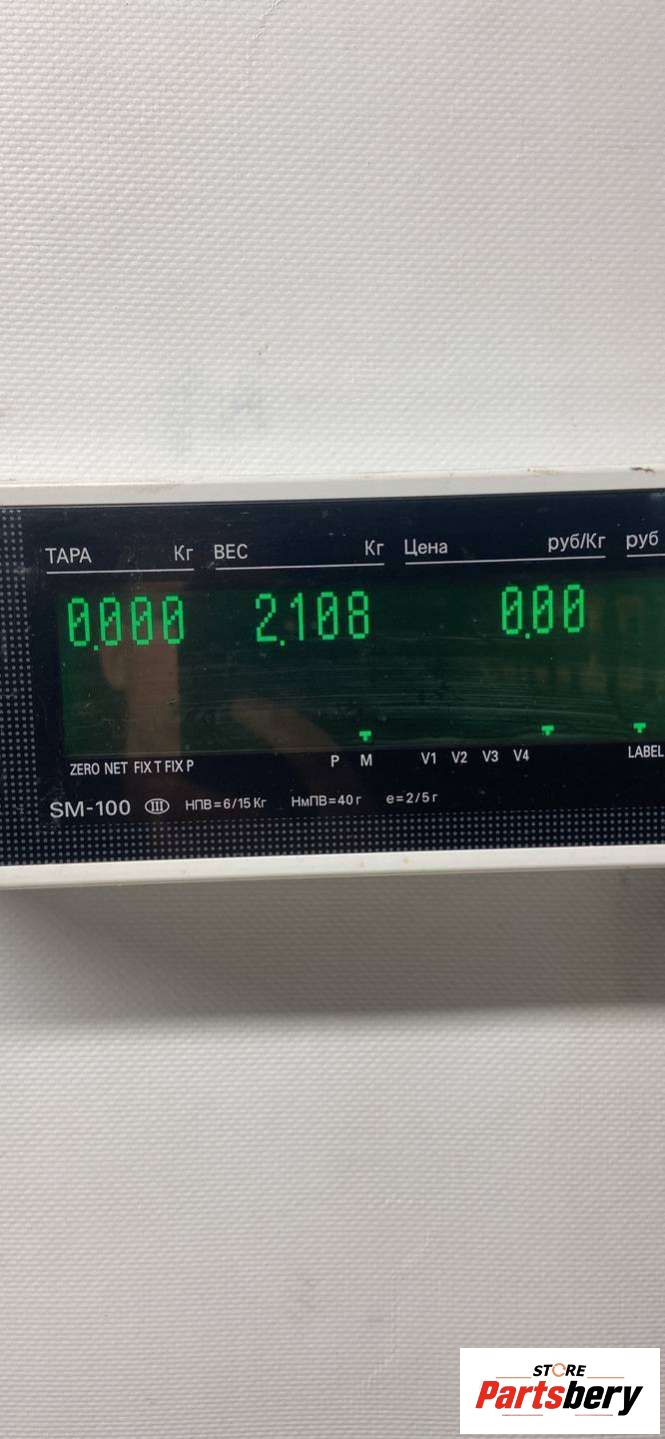 ТАРА Кг ВЕС Кг Цена руб/Кг руб
0.000 2.108 0.00
ZERO NET FIX T FIX P P M V1 V2 V3 V4 LABEL
SM-100 III НПВ=6/15 Кг НмПВ=40 г e=2/5 г
STORE
Partsbery